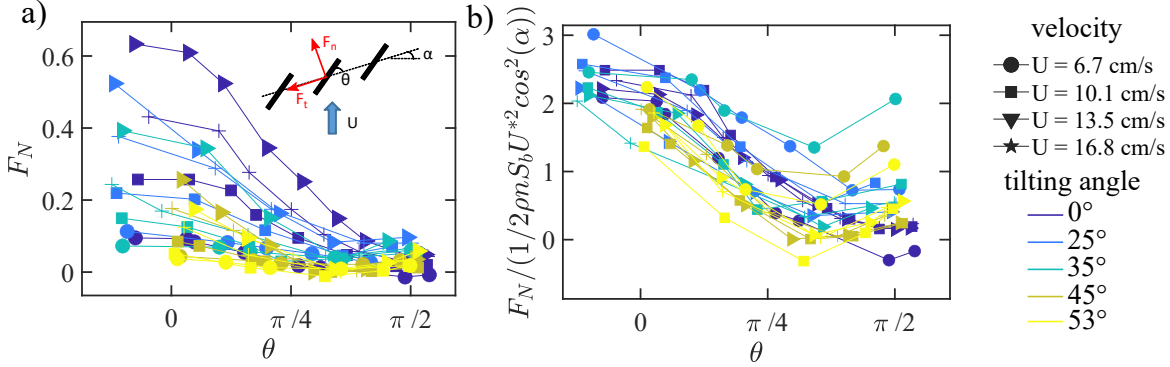 a)
F_N
0.6
0.4
0.2
0
0
π /4
π /2
θ
F_n
F_t
θ
α
U
b)
F_N / (1/2ρnS_bU*²cos²(α))
3
2
1
0
0
π /4
π /2
θ
velocity
U = 6.7 cm/s
U = 10.1 cm/s
U = 13.5 cm/s
U = 16.8 cm/s
tilting angle
0°
25°
35°
45°
53°